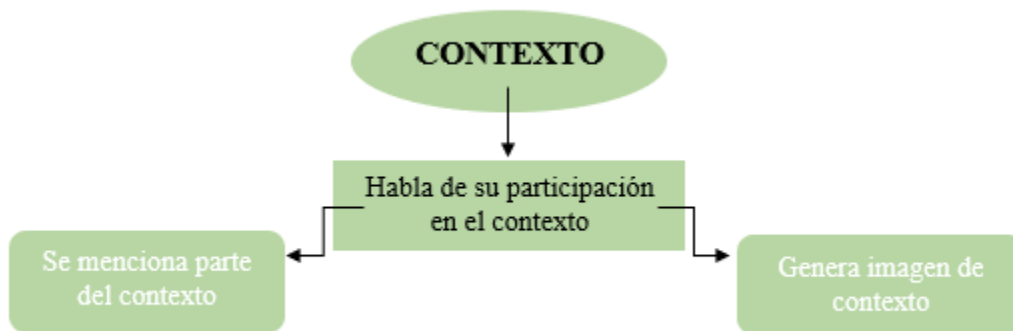 CONTEXTO
Habla de su participación
en el contexto
Se menciona parte
del contexto
Genera imagen de
contexto